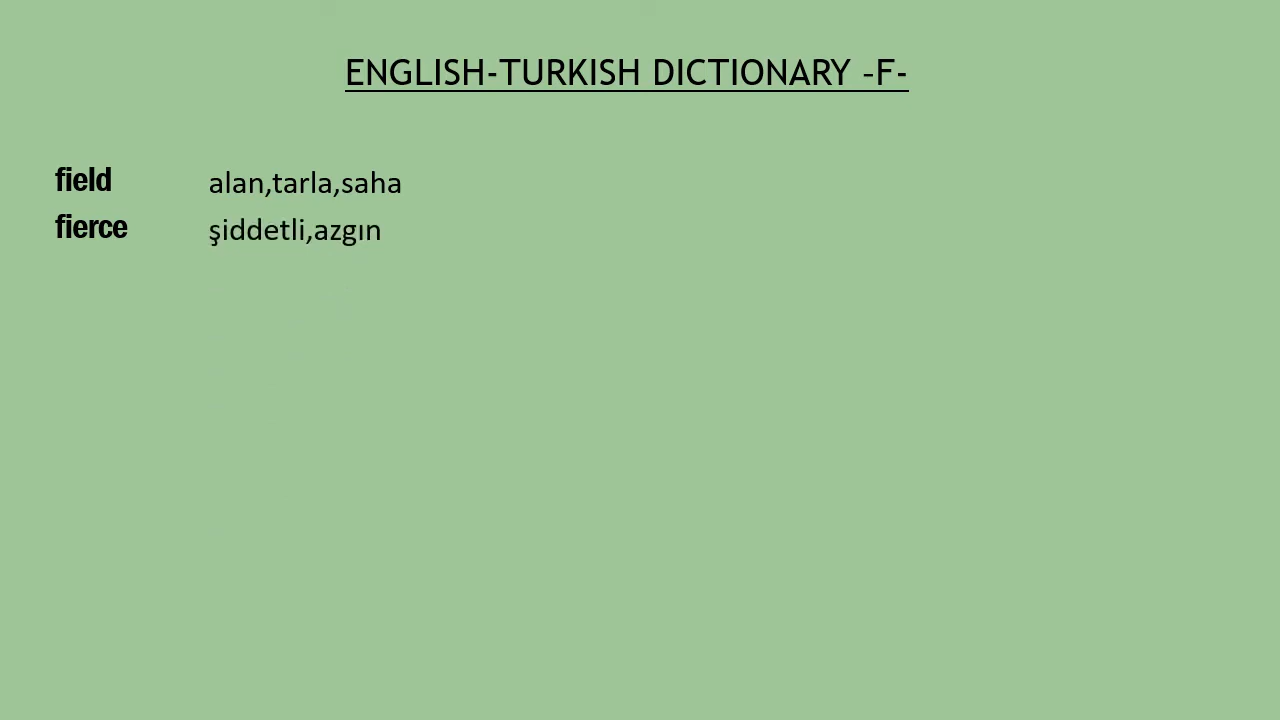 ENGLISH-TURKISH DICTIONARY –F-
field alan,tarla,saha
fierce şiddetli,azgın